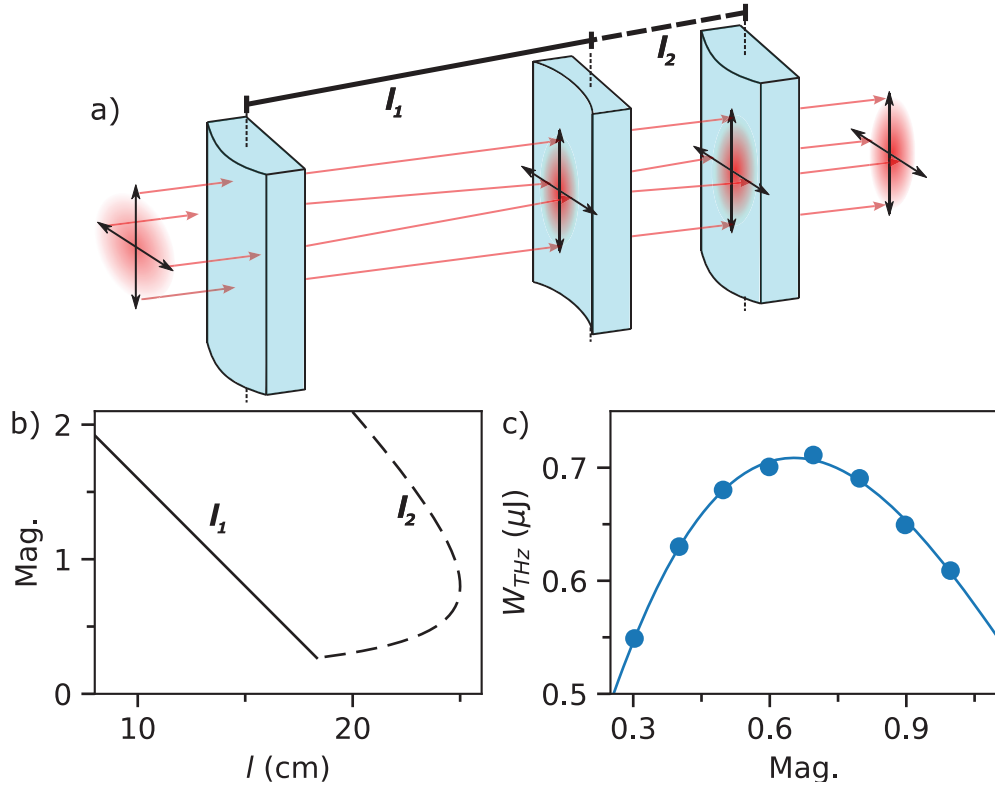 a)
l₁
l₂
b)
2
1
0
Mag.
l₁
l₂
10
20
l (cm)
c)
0.7
0.6
0.5
W_THz (μJ)
0.3
0.6
0.9
Mag.